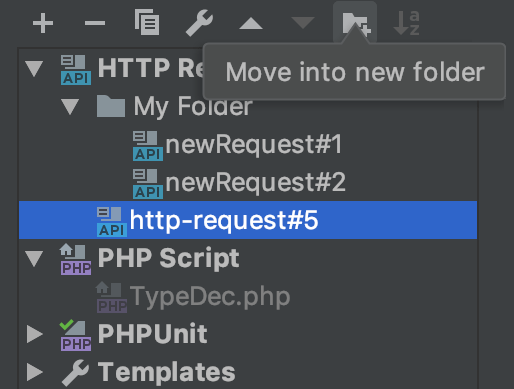 a
z
Move into new folder
HTTP Re
API
My Folder
API newRequest#1
API newRequest#2
API http-request#5
PHP PHP Script
PHP TypeDec.php
PHP PHPUnit
Templates